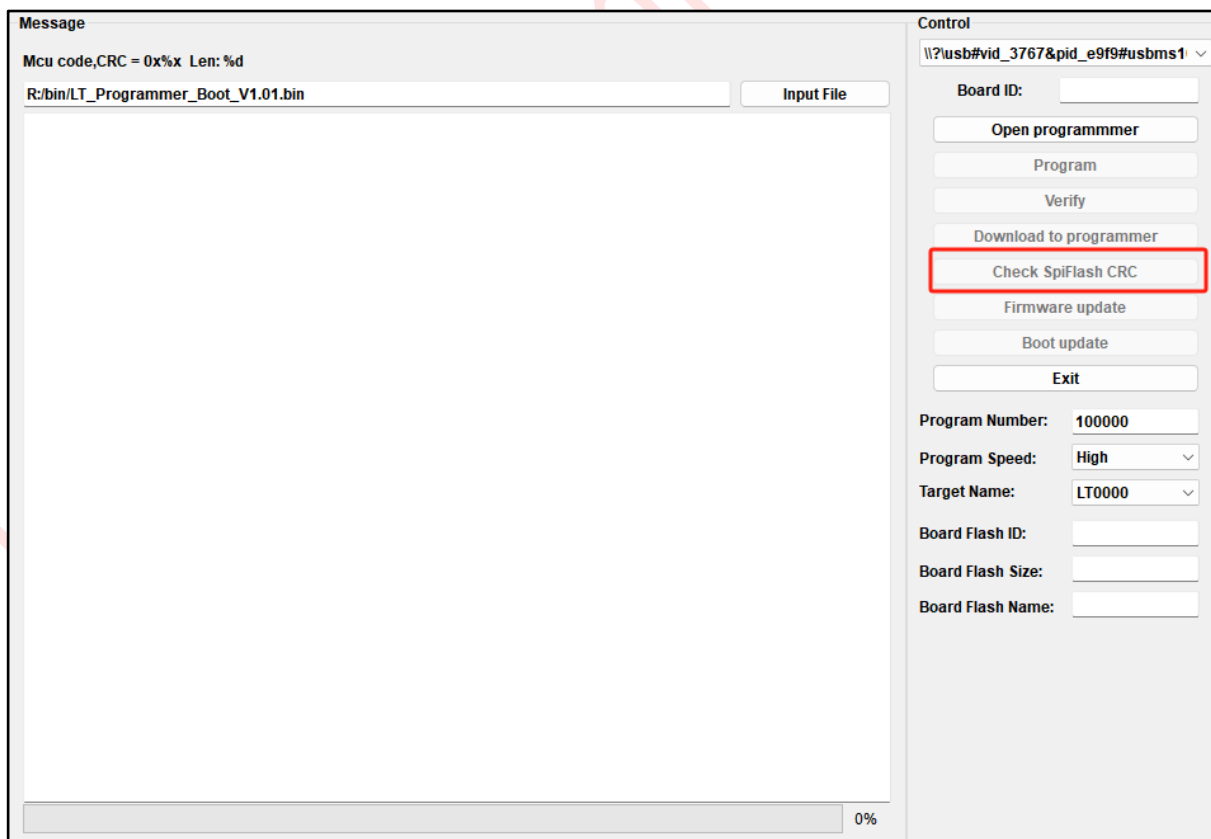 Message
Mcu code,CRC = 0x%x  Len: %d
R:/bin/LT_Programmer_Boot_V1.01.bin
Input File
0%
Control
\\?\usb#vid_3767&pid_e9f9#usbms1
Board ID:
Open programmmer
Program
Verify
Download to programmer
Check SpiFlash CRC
Firmware update
Boot update
Exit
Program Number: 100000
Program Speed: High
Target Name: LT0000
Board Flash ID:
Board Flash Size:
Board Flash Name: